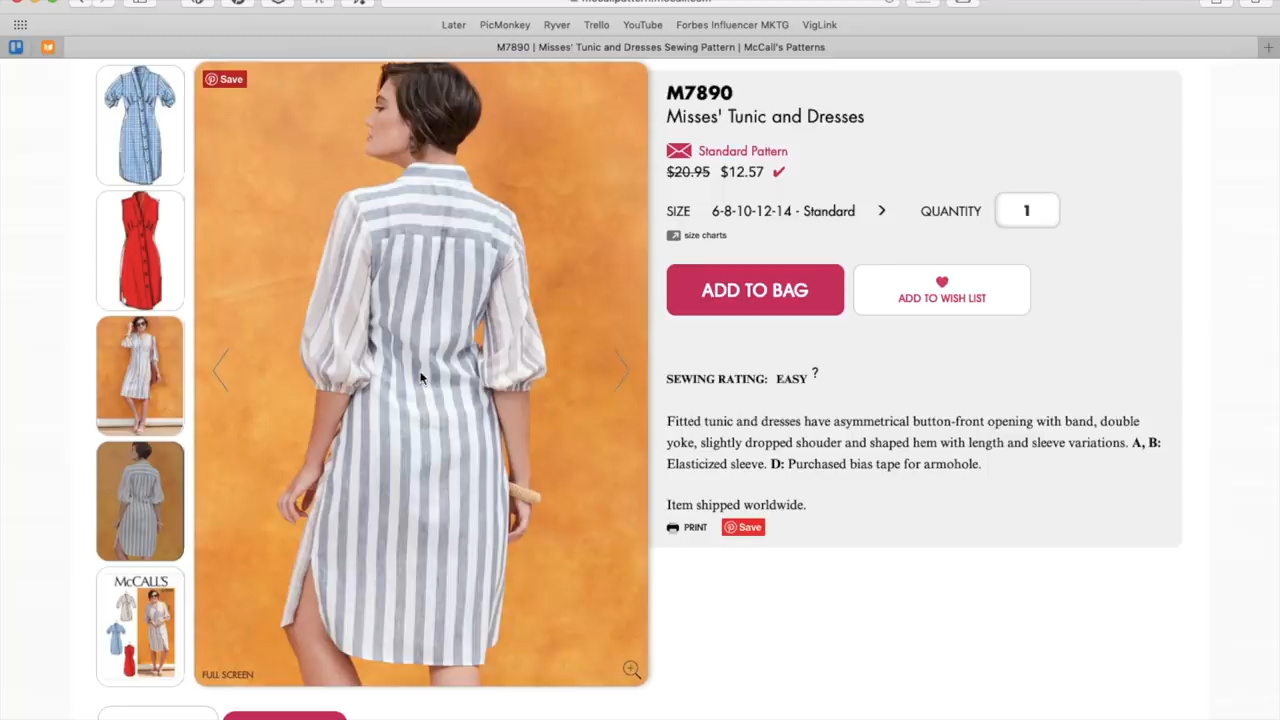 Later PicMonkey Ryver Trello YouTube Forbes Influencer MKTG VigLink
M7890 | Misses' Tunic and Dresses Sewing Pattern | McCall's Patterns
Save
M7890
Misses' Tunic and Dresses
Standard Pattern
$20.95 $12.57
SIZE 6-8-10-12-14 - Standard QUANTITY 1
size charts
ADD TO BAG
ADD TO WISH LIST
SEWING RATING: EASY ?
Fitted tunic and dresses have asymmetrical button-front opening with band, double
yoke, slightly dropped shouder and shaped hem with length and sleeve variations. A, B:
Elasticized sleeve. D: Purchased bias tape for armohole.
Item shipped worldwide.
PRINT Save
McCALL'S
FULL SCREEN